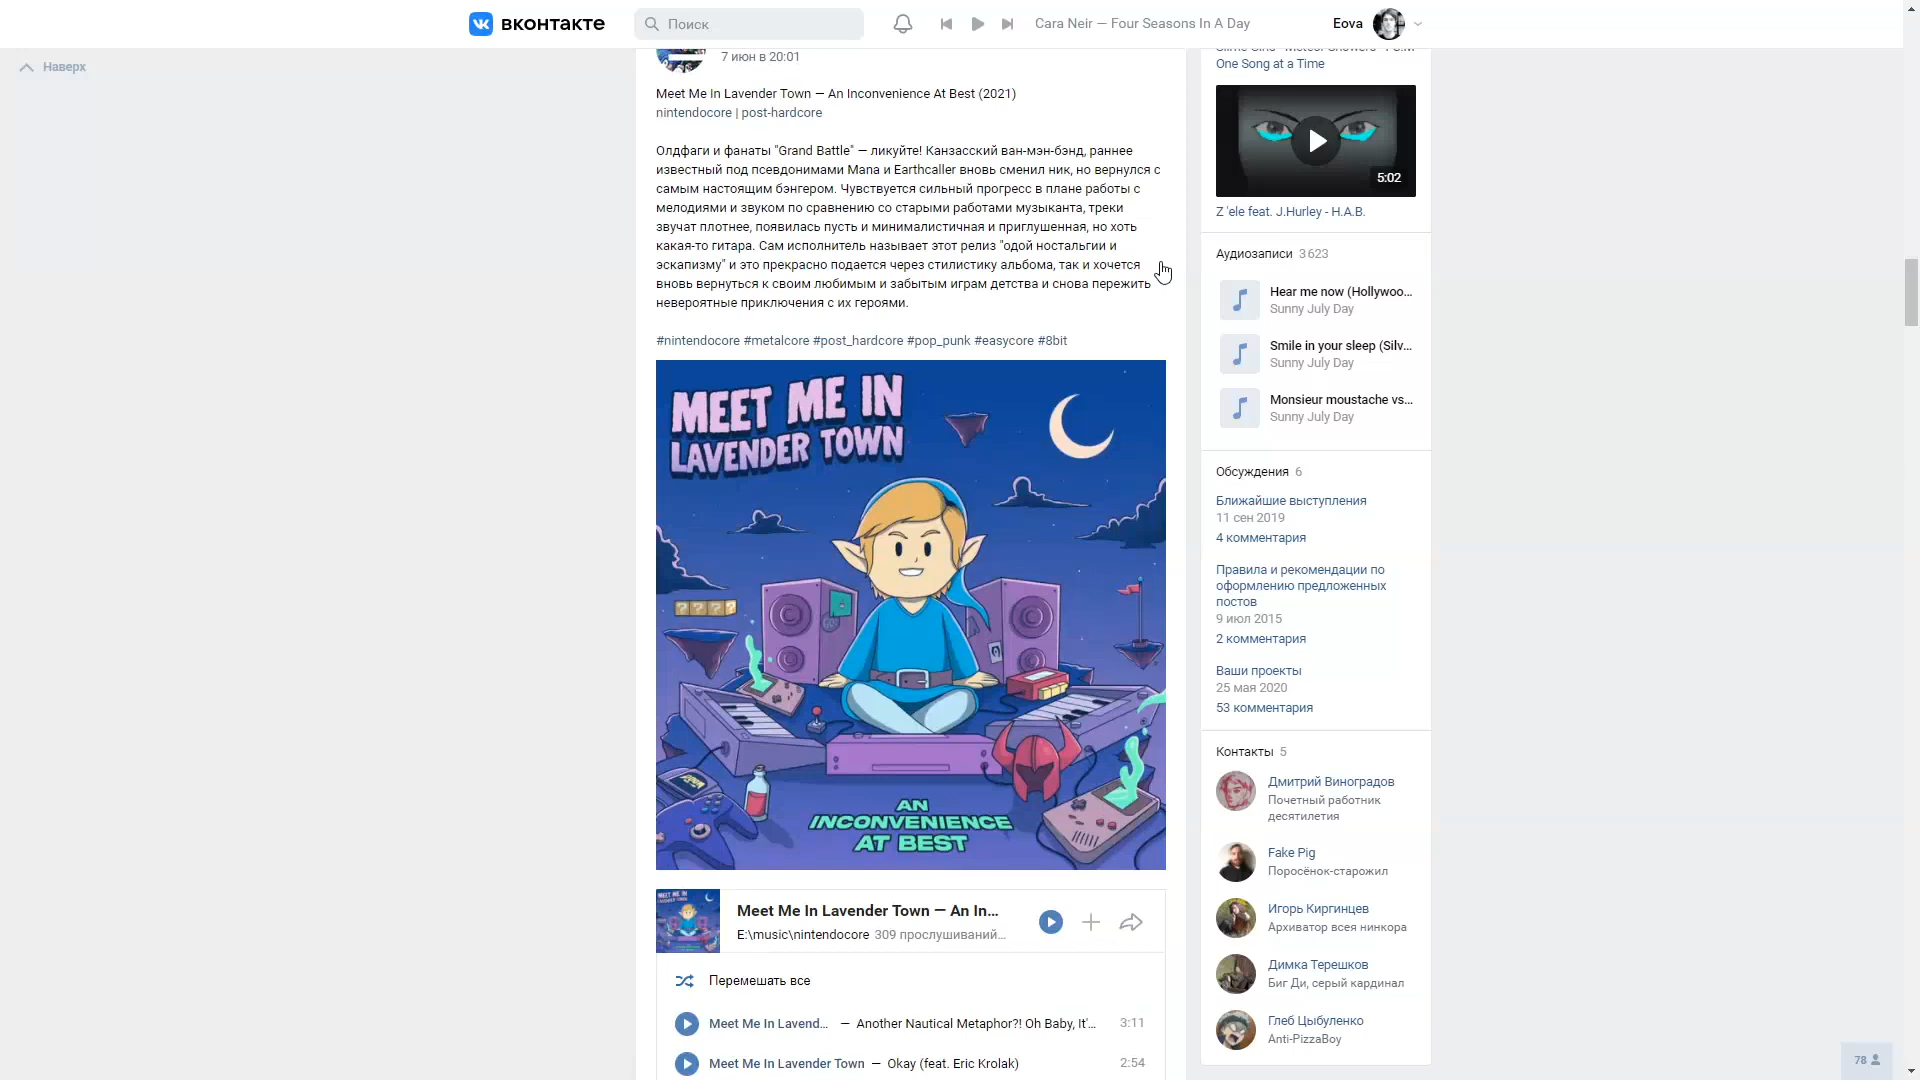 вконтакте
Поиск
Cara Neir — Four Seasons In A Day
Eova
Наверх
7 июн в 20:01
Meet Me In Lavender Town — An Inconvenience At Best (2021)
nintendocore | post-hardcore
Олдфаги и фанаты "Grand Battle" — ликуйте! Канзасский ван-мэн-бэнд, раннее
известный под псевдонимами Mana и Earthcaller вновь сменил ник, но вернулся с
самым настоящим бэнгером. Чувствуется сильный прогресс в плане работы с
мелодиями и звуком по сравнению со старыми работами музыканта, треки
звучат плотнее, появилась пусть и минималистичная и приглушенная, но хоть
какая-то гитара. Сам исполнитель называет этот релиз "одой ностальгии и
эскапизму" и это прекрасно подается через стилистику альбома, так и хочется
вновь вернуться к своим любимым и забытым играм детства и снова пережить
невероятные приключения с их героями.
#nintendocore #metalcore #post_hardcore #pop_punk #easycore #8bit
MEET ME IN
LAVENDER TOWN
? ? ? ?
AN
INCONVENIENCE
AT BEST
Meet Me In Lavender Town — An In...
E:\music\nintendocore 309 прослушиваний...
Перемешать все
Meet Me In Lavend... — Another Nautical Metaphor?! Oh Baby, It'... 3:11
Meet Me In Lavender Town — Okay (feat. Eric Krolak) 2:54
One Song at a Time
5:02
Z 'ele feat. J.Hurley - H.A.B.
Аудиозаписи 3 623
Hear me now (Hollywoo...
Sunny July Day
Smile in your sleep (Silv...
Sunny July Day
Monsieur moustache vs...
Sunny July Day
Обсуждения 6
Ближайшие выступления
11 сен 2019
4 комментария
Правила и рекомендации по
оформлению предложенных
постов
9 июл 2015
2 комментария
Ваши проекты
25 мая 2020
53 комментария
Контакты 5
Дмитрий Виноградов
Почетный работник
десятилетия
Fake Pig
Поросёнок-старожил
Игорь Киргинцев
Архиватор всея нинкора
Димка Терешков
Биг Ди, серый кардинал
Глеб Цыбуленко
Anti-PizzaBoy
78